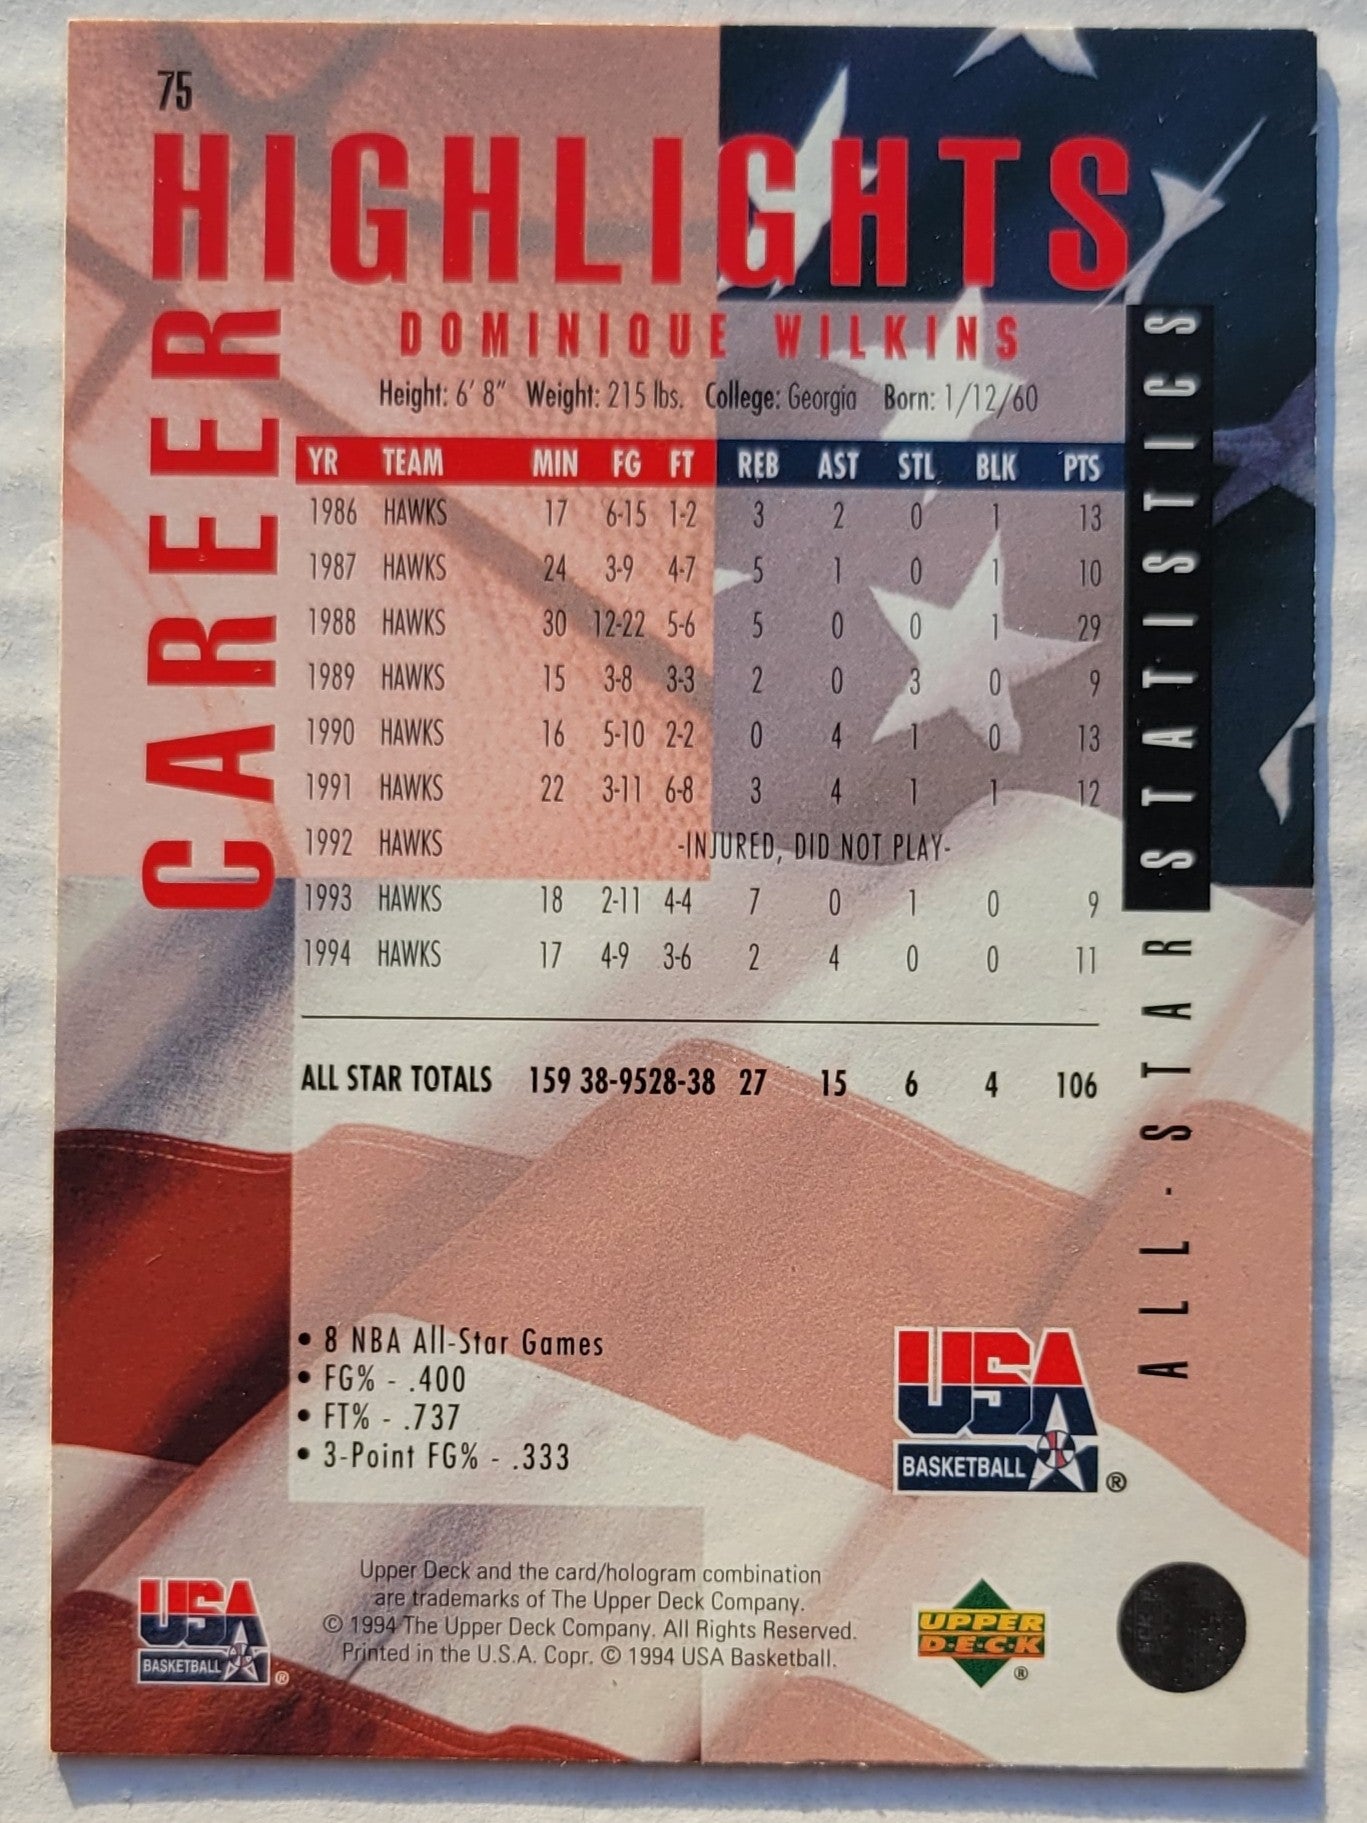 75
CAREER HIGHLIGHTS
DOMINIQUE WILKINS
Height: 6' 8" Weight: 215 lbs. College: Georgia Born: 1/12/60
YR TEAM MIN FG FT REB AST STL BLK PTS
1986 HAWKS 17 6-15 1-2 3 2 0 1 13
1987 HAWKS 24 3-9 4-7 5 1 0 1 10
1988 HAWKS 30 12-22 5-6 5 0 0 1 29
1989 HAWKS 15 3-8 3-3 2 0 3 0 9
1990 HAWKS 16 5-10 2-2 0 4 1 0 13
1991 HAWKS 22 3-11 6-8 3 4 1 1 12
1992 HAWKS -INJURED, DID NOT PLAY-
1993 HAWKS 18 2-11 4-4 7 0 1 0 9
1994 HAWKS 17 4-9 3-6 2 4 0 0 11
ALL STAR TOTALS 159 38-95 28-38 27 15 6 4 106
ALL-STAR STATISTICS
• 8 NBA All-Star Games
• FG% - .400
• FT% - .737
• 3-Point FG% - .333
USA
BASKETBALL ®
USA
BASKETBALL ®
Upper Deck and the card/hologram combination
are trademarks of The Upper Deck Company.
© 1994 The Upper Deck Company. All Rights Reserved.
Printed in the U.S.A. Copr. © 1994 USA Basketball.
UPPER
DECK ®